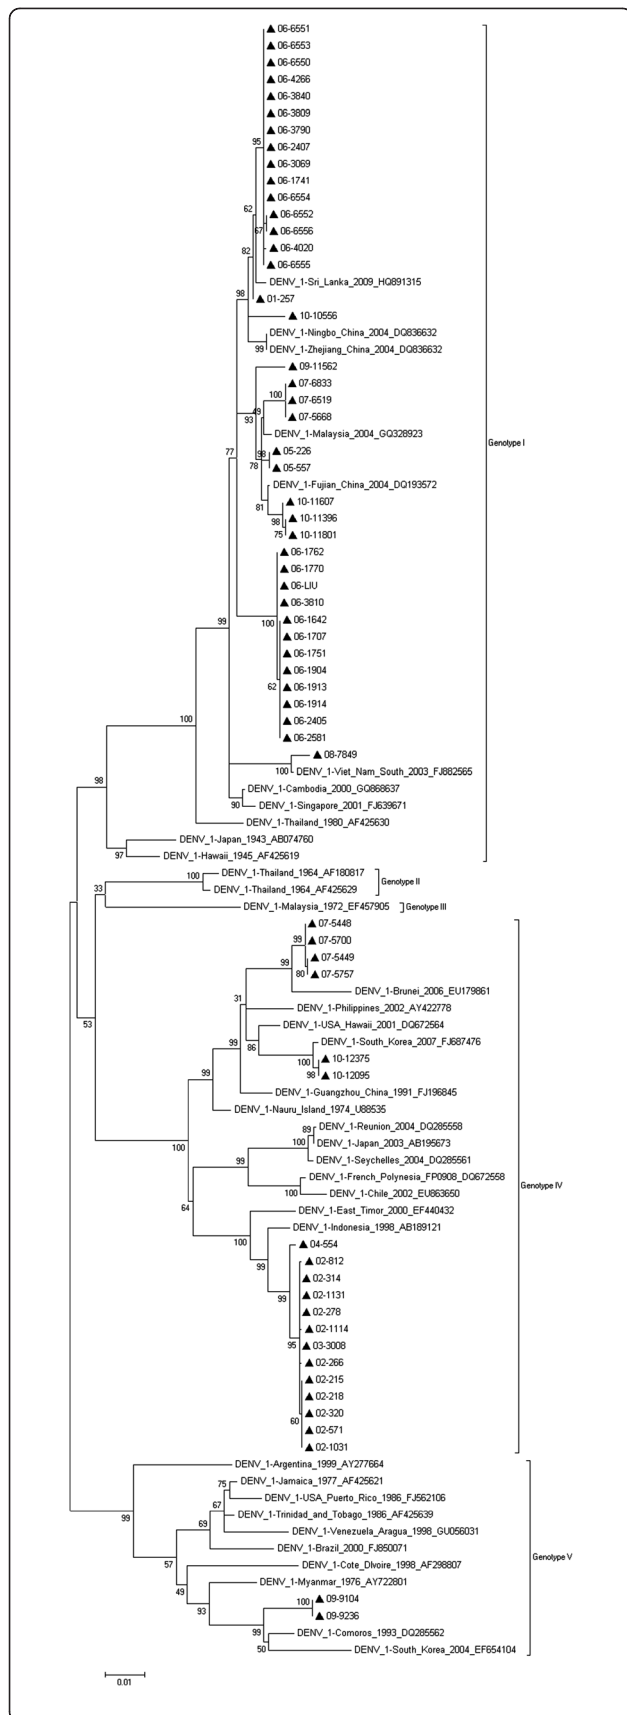 ▲ 06-6551
▲ 06-6553
▲ 06-6550
▲ 06-4266
▲ 06-3840
▲ 06-3809
▲ 06-3790
95 ▲ 06-2407
▲ 06-3069
▲ 06-1741
▲ 06-6554
62 ▲ 06-6552
67 ▲ 06-6556
82 ▲ 06-4020
▲ 06-6555
DENV_1-Sri_Lanka_2009_HQ891315
98 ▲ 01-257
▲ 10-10556
DENV_1-Ningbo_China_2004_DQ836632
99 DENV_1-Zhejiang_China_2004_DQ836632
▲ 09-11562
▲ 07-6833
100 ▲ 07-6519
49 93 ▲ 07-5668
DENV_1-Malaysia_2004_GQ328923
Genotype I
77 98 ▲ 05-226
78 ▲ 05-557
DENV_1-Fujian_China_2004_DQ193572
81 ▲ 10-11607
98 ▲ 10-11396
75 ▲ 10-11801
▲ 06-1762
▲ 06-1770
▲ 06-LIU
▲ 06-3810
99 100 ▲ 06-1642
▲ 06-1707
▲ 06-1751
▲ 06-1904
62 ▲ 06-1913
▲ 06-1914
100 ▲ 06-2405
▲ 06-2581
▲ 08-7849
100 DENV_1-Viet_Nam_South_2003_FJ882565
98 DENV_1-Cambodia_2000_GQ868637
90 DENV_1-Singapore_2001_FJ639671
DENV_1-Thailand_1980_AF425630
DENV_1-Japan_1943_AB074760
97 DENV_1-Hawaii_1945_AF425619
DENV_1-Thailand_1964_AF180817
33 100 DENV_1-Thailand_1964_AF425629
Genotype II
DENV_1-Malaysia_1972_EF457905
Genotype III
▲ 07-5448
99 ▲ 07-5700
▲ 07-5449
99 80 ▲ 07-5757
DENV_1-Brunei_2006_EU179861
31 DENV_1-Philippines_2002_AY422778
53 DENV_1-USA_Hawaii_2001_DQ672564
99 86 DENV_1-South_Korea_2007_FJ687476
100 ▲ 10-12375
99 98 ▲ 10-12095
DENV_1-Guangzhou_China_1991_FJ196845
DENV_1-Nauru_Island_1974_U88535
89 DENV_1-Reunion_2004_DQ285558
100 100 DENV_1-Japan_2003_AB195673
99 DENV_1-Seychelles_2004_DQ285561
DENV_1-French_Polynesia_FP0908_DQ672558
Genotype IV
100 DENV_1-Chile_2002_EU863650
64 DENV_1-East_Timor_2000_EF440432
DENV_1-Indonesia_1998_AB189121
100 ▲ 04-554
99 ▲ 02-812
▲ 02-314
99 ▲ 02-1131
▲ 02-278
▲ 02-1114
95 ▲ 03-3008
▲ 02-266
▲ 02-215
▲ 02-218
60 ▲ 02-320
▲ 02-571
▲ 02-1031
DENV_1-Argentina_1999_AY277664
75 DENV_1-Jamaica_1977_AF425621
DENV_1-USA_Puerto_Rico_1986_FJ562106
67 DENV_1-Trinidad_and_Tobago_1986_AF425639
99 69 DENV_1-Venezuela_Aragua_1998_GU056031
DENV_1-Brazil_2000_FJ850071
57 DENV_1-Cote_DIvoire_1998_AF298807
Genotype V
49 DENV_1-Myanmar_1976_AY722801
100 ▲ 09-9104
93 ▲ 09-9236
99 DENV_1-Comoros_1993_DQ285562
50 DENV_1-South_Korea_2004_EF654104
0.01